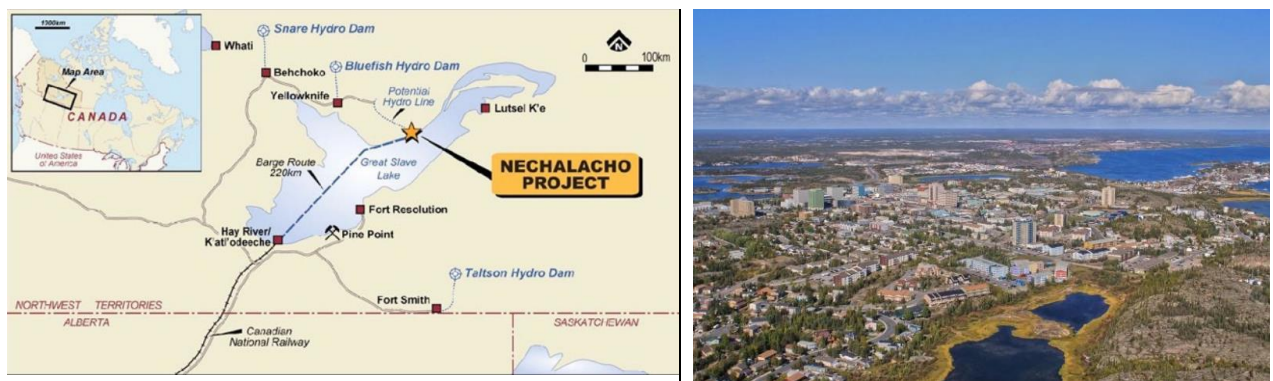 1300km
Map Area
CANADA
United States
of America
Snare Hydro Dam
Whati
N
0 100km
Behchoko
Bluefish Hydro Dam
Yellowknife
Potential
Hydro Line
Lutsel K'e
Barge Route
220km
Great Slave
Lake
NECHALACHO
PROJECT
Fort Resolution
Hay River/
K'atl'odeeche
Pine Point
Taltson Hydro Dam
Fort Smith
NORTHWEST TERRITORIES
ALBERTA
SASKATCHEWAN
Canadian
National Railway